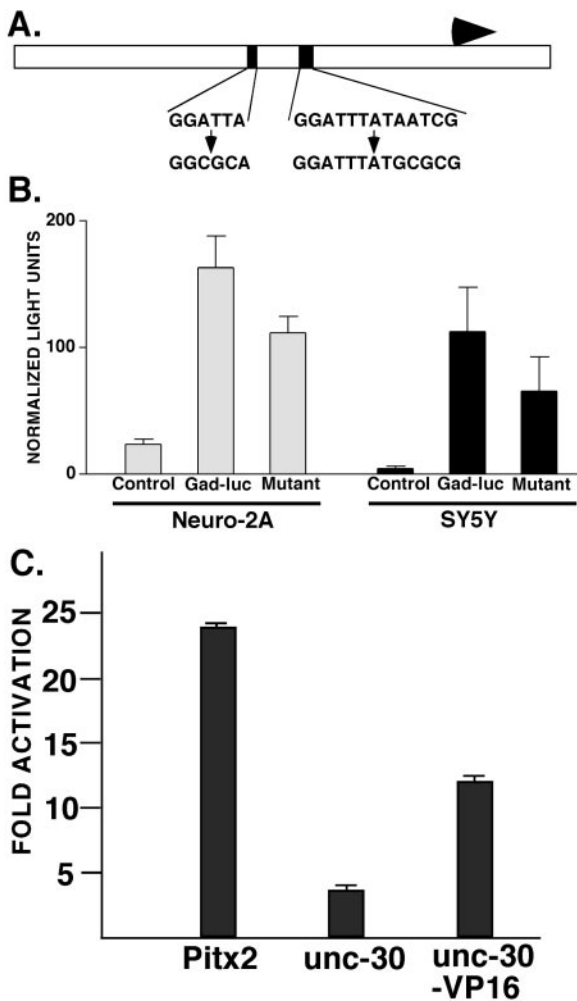 A.
GGATTA GGATTTATAATCG
GGCGCA GGATTTATGCGCG
B.
NORMALIZED LIGHT UNITS
200
100
0
Control Gad-luc Mutant Control Gad-luc Mutant
Neuro-2A SY5Y
C.
FOLD ACTIVATION
25
20
15
10
5
Pitx2 unc-30 unc-30
-VP16